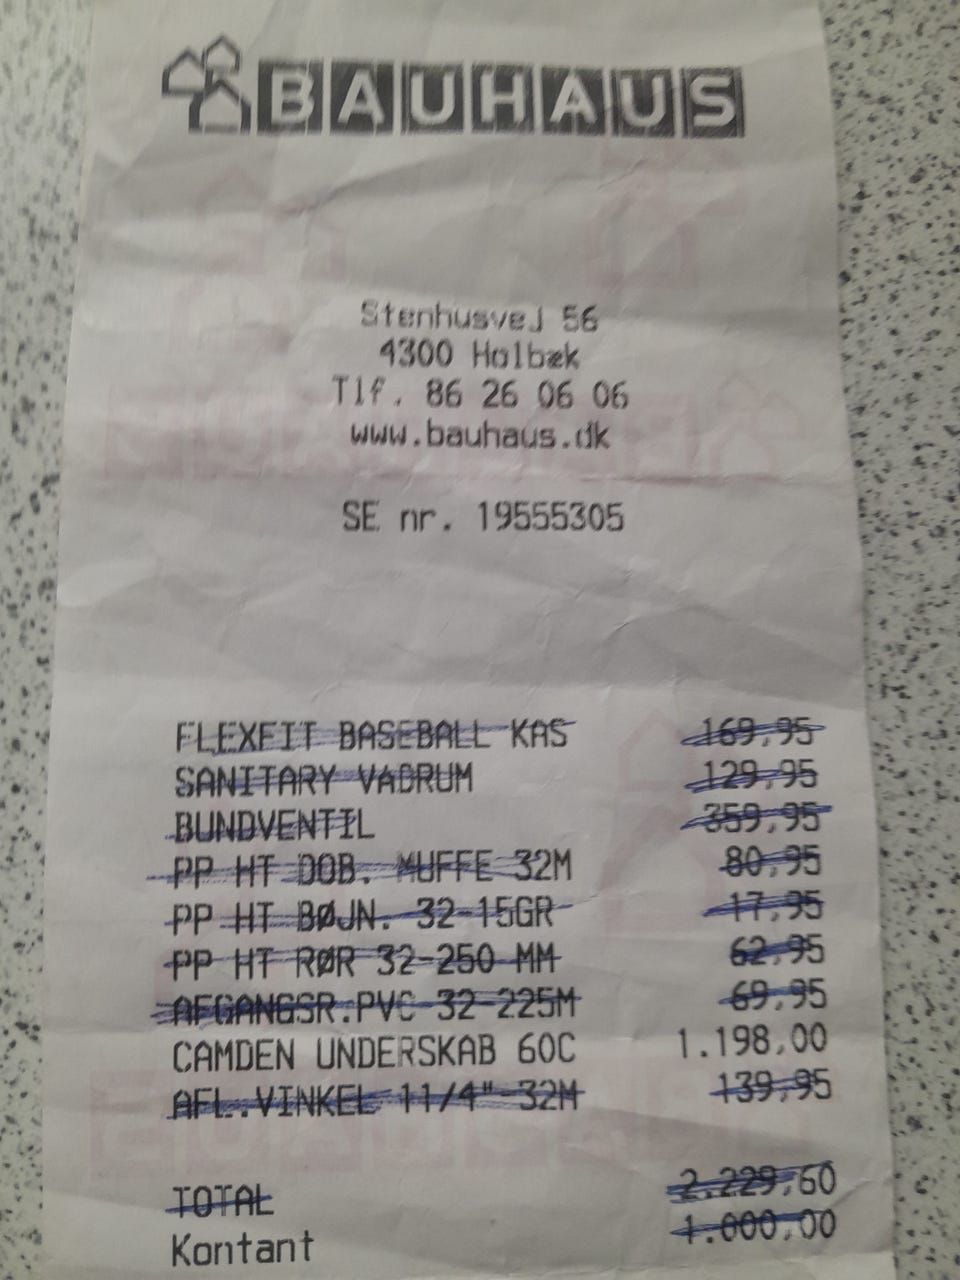 BAUHAUS
Stenhusvej 56
4300 Holbæk
Tlf. 86 26 06 06
www.bauhaus.dk
SE nr. 19555305
FLEXFIT BASEBALL KAS 169,95
SANITARY VADRUM 129,95
BUNDVENTIL 359,95
PP HT DOB. MUFFE 32M 80,95
PP HT BØJN. 32-15GR 17,95
PP HT RØR 32-250 MM 62,95
AFGANGSR.PVC 32-225M 69,95
CAMDEN UNDERSKAB 60C 1.198,00
AFL.VINKEL 11/4" 32M 139,95
TOTAL 2.229,60
Kontant 1.000,00